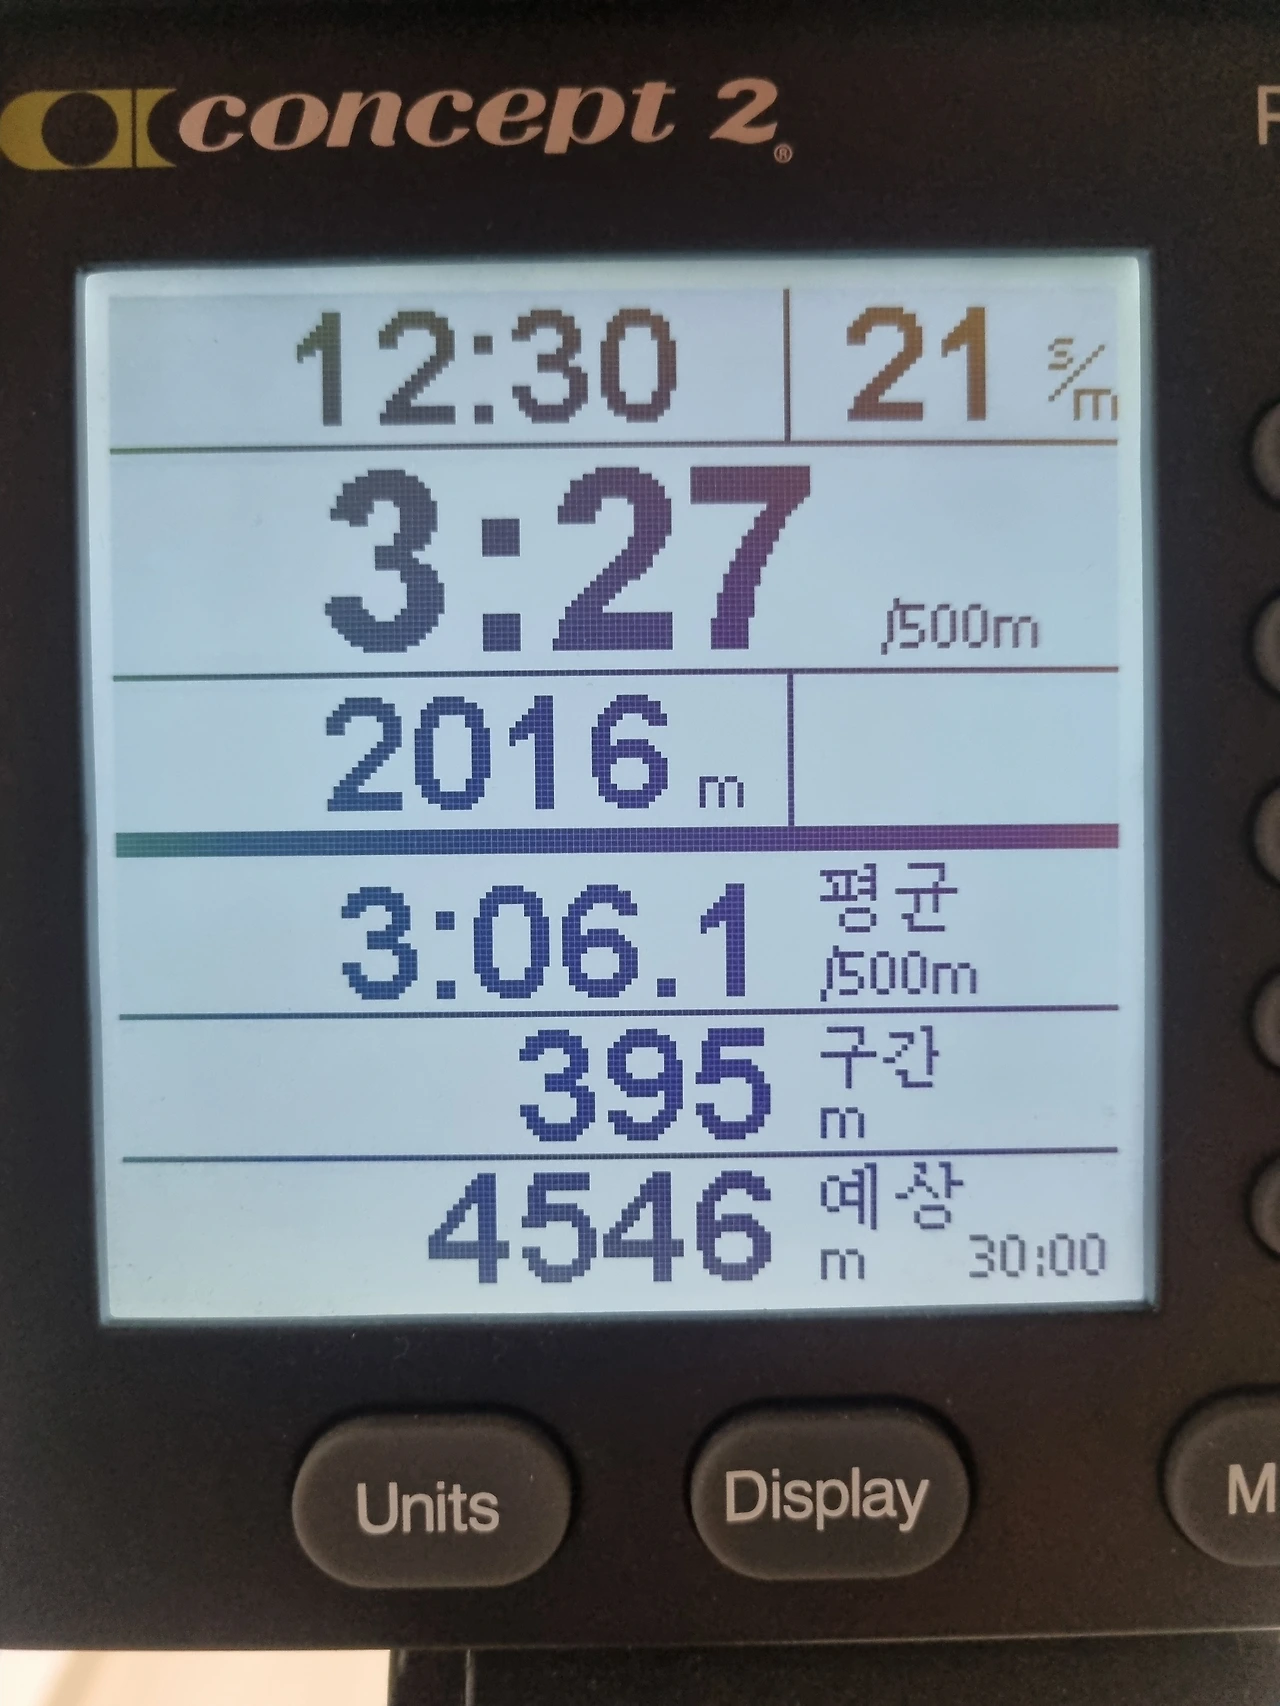 concept 2®
12:30 21 s/m
3:27 /500m
2016 m
3:06.1 평균 /500m
395 구간 m
4546 예상 m 30:00
Units Display M